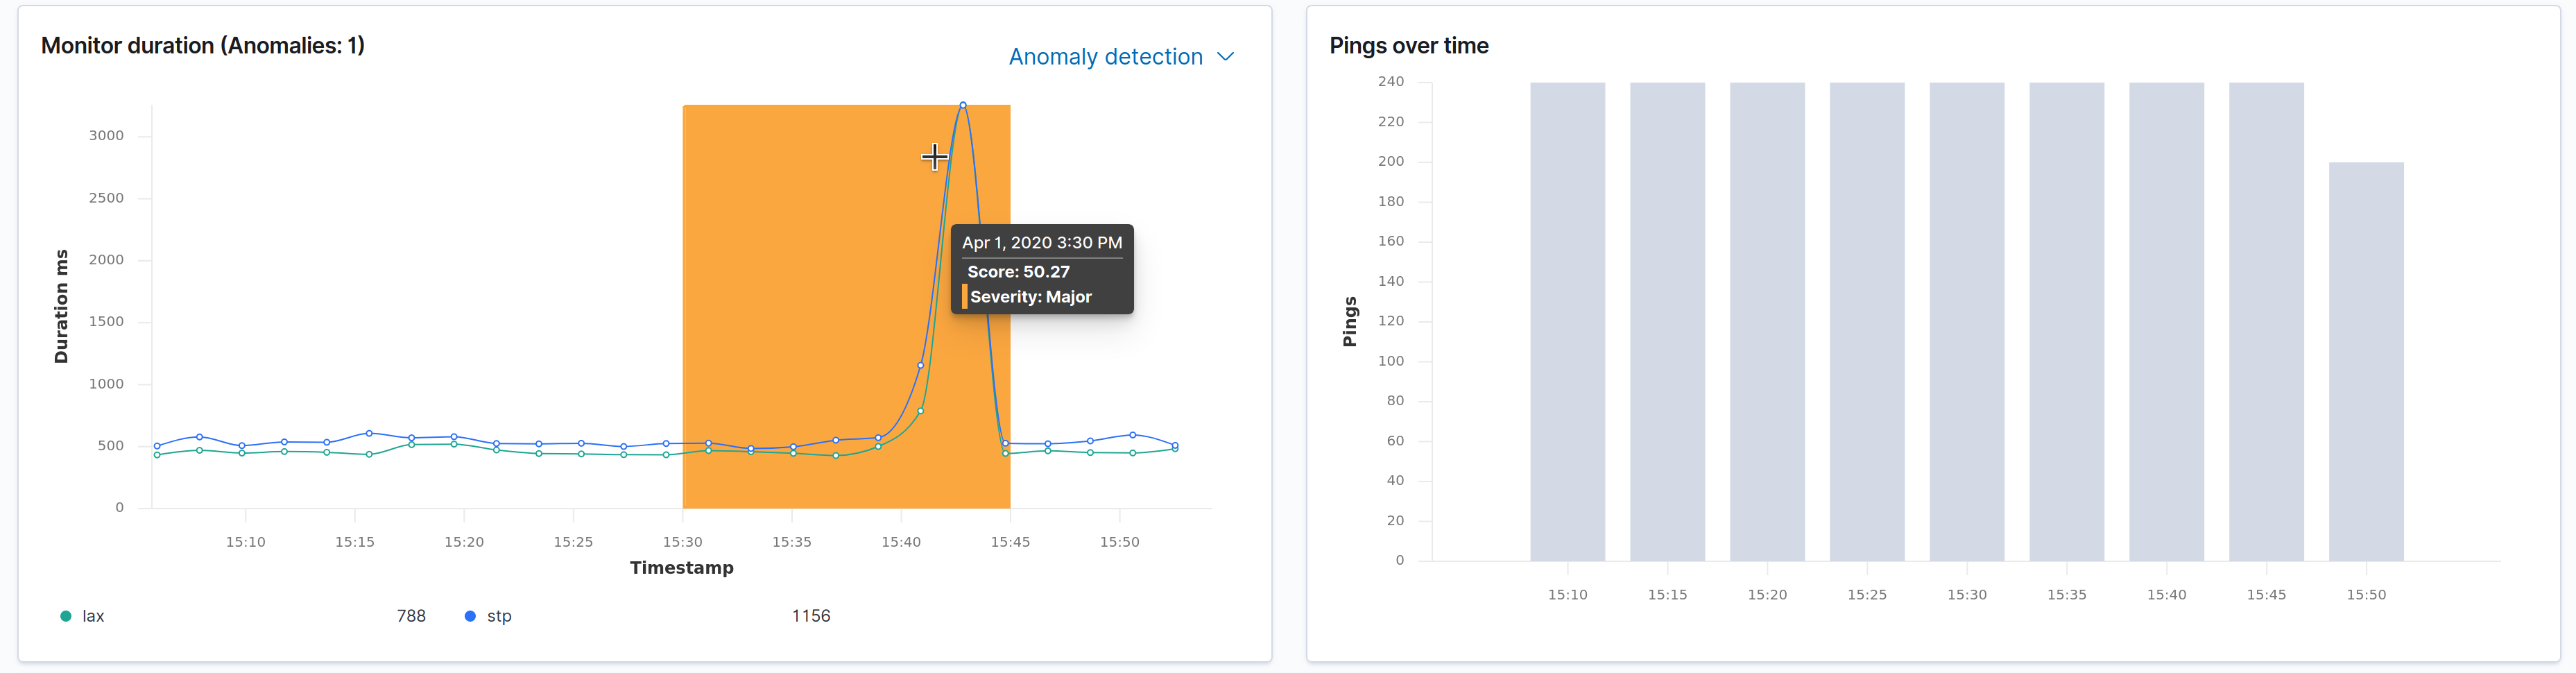 Monitor duration (Anomalies: 1)
Anomaly detection
3000
2500
2000
1500
1000
500
0
Duration ms
Apr 1, 2020 3:30 PM
Score: 50.27
Severity: Major
15:10 15:15 15:20 15:25 15:30 15:35 15:40 15:45 15:50
Timestamp
lax 788 stp 1156
Pings over time
240
220
200
180
160
140
120
100
80
60
40
20
0
Pings
15:10 15:15 15:20 15:25 15:30 15:35 15:40 15:45 15:50